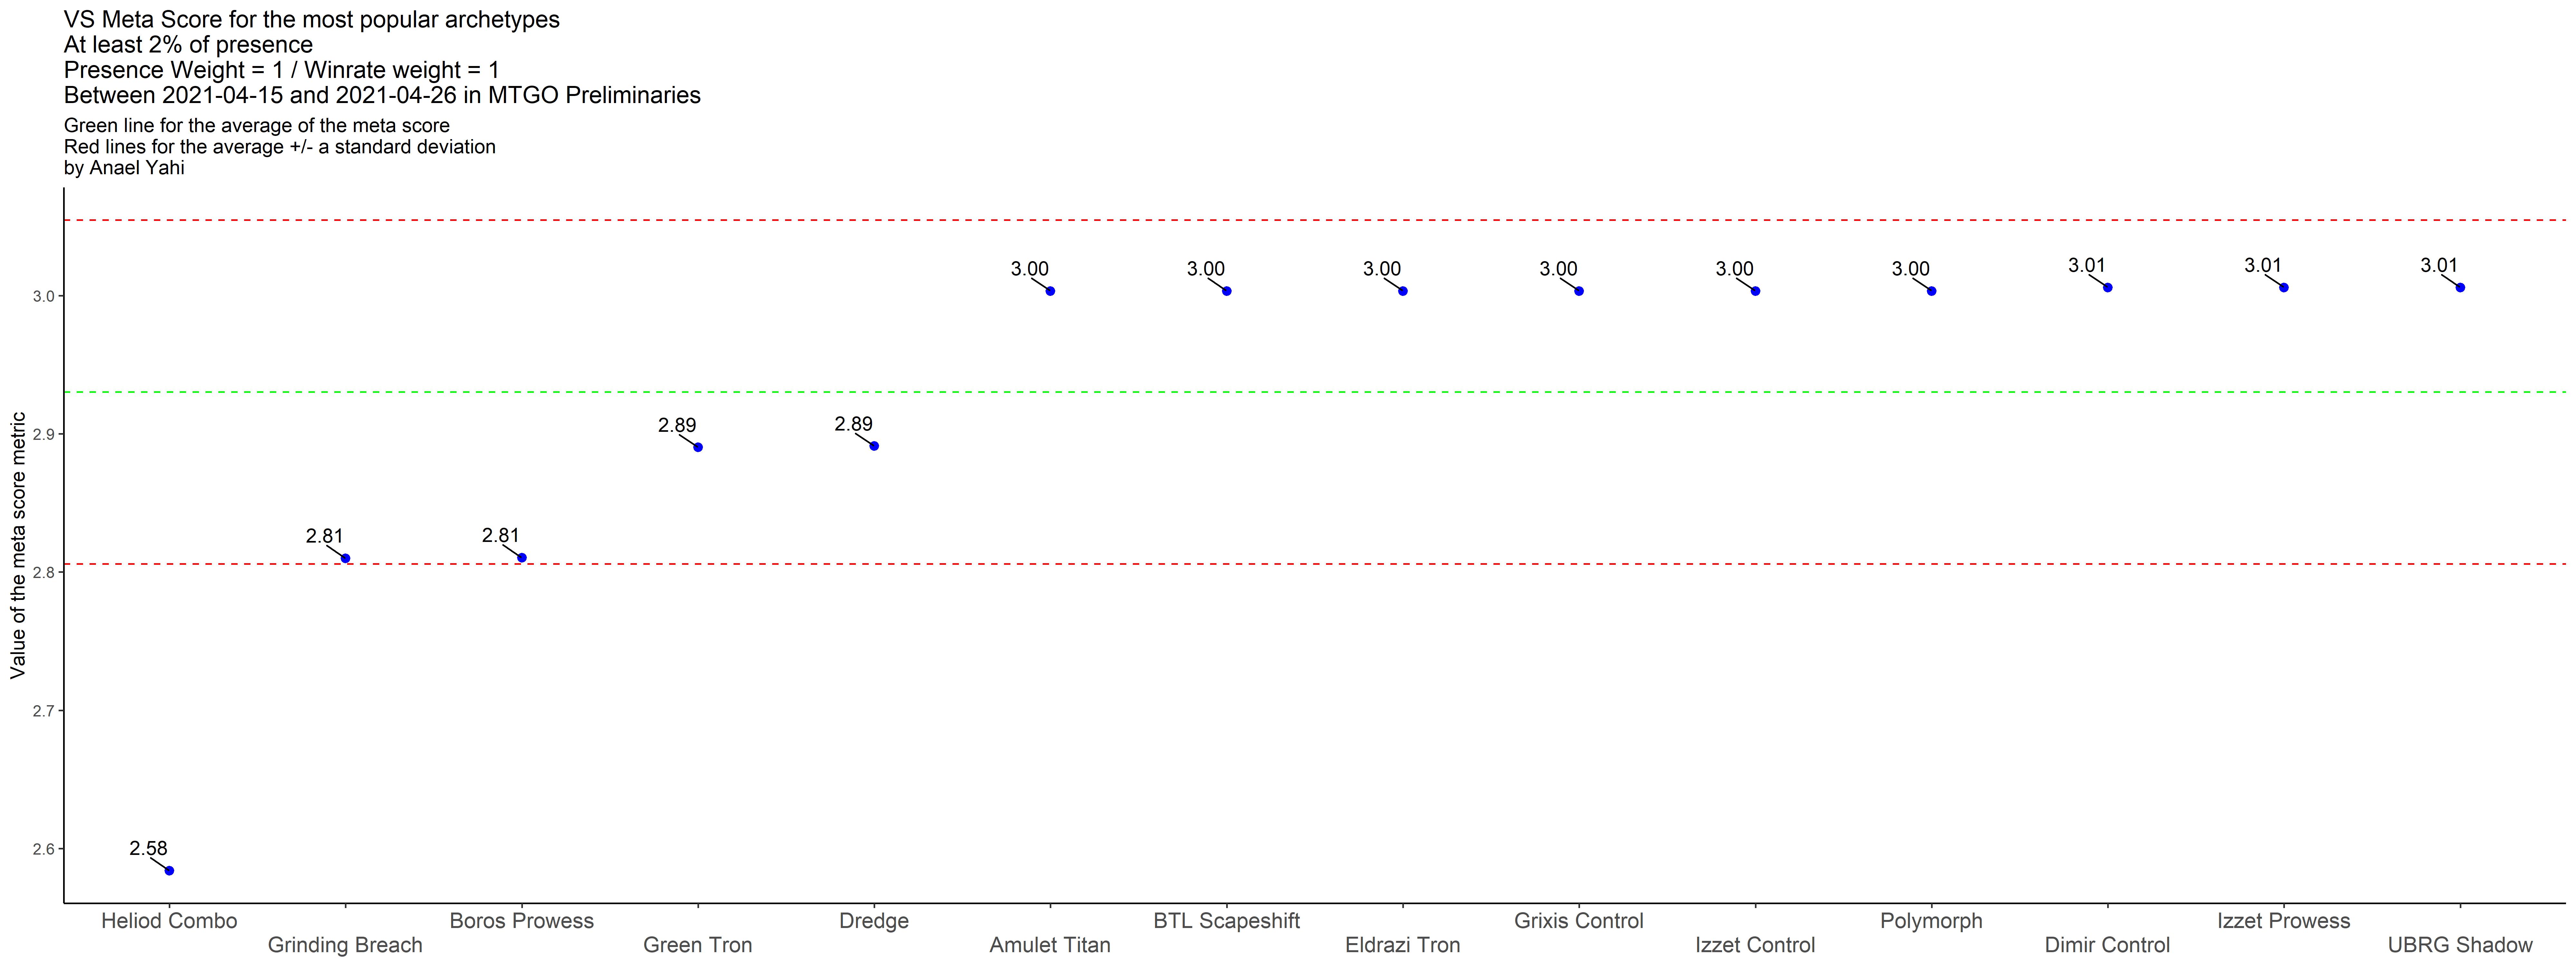 VS Meta Score for the most popular archetypes
At least 2% of presence
Presence Weight = 1 / Winrate weight = 1
Between 2021-04-15 and 2021-04-26 in MTGO Preliminaries
Green line for the average of the meta score
Red lines for the average +/- a standard deviation
by Anael Yahi
Value of the meta score metric
3.0
2.9
2.8
2.7
2.6
2.58
2.81
2.81
2.89
2.89
3.00
3.00
3.00
3.00
3.00
3.00
3.01
3.01
3.01
Heliod Combo
Grinding Breach
Boros Prowess
Green Tron
Dredge
Amulet Titan
BTL Scapeshift
Eldrazi Tron
Grixis Control
Izzet Control
Polymorph
Dimir Control
Izzet Prowess
UBRG Shadow